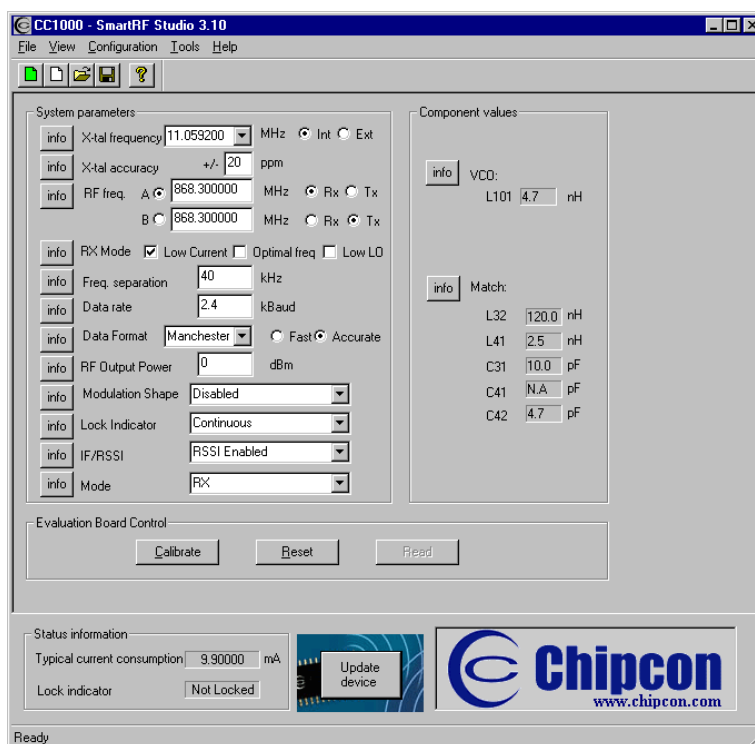 CC1000 - SmartRF Studio 3.10
File View Configuration Tools Help
System parameters
info X-tal frequency 11.059200 MHz Int Ext
info X-tal accuracy +/- 20 ppm
info RF freq. A 868.300000 MHz Rx Tx
B 868.300000 MHz Rx Tx
info RX Mode Low Current Optimal freq Low LO
info Freq. separation 40 kHz
info Data rate 2.4 kBaud
info Data Format Manchester Fast Accurate
info RF Output Power 0 dBm
info Modulation Shape Disabled
info Lock Indicator Continuous
info IF/RSSI RSSI Enabled
info Mode RX
Component values
info VCO:
L101 4.7 nH
info Match:
L32 120.0 nH
L41 2.5 nH
C31 10.0 pF
C41 N.A pF
C42 4.7 pF
Evaluation Board Control
Calibrate Reset Read
Status information
Typical current consumption 9.90000 mA
Lock indicator Not Locked
Update
device
Chipcon
www.chipcon.com
Ready